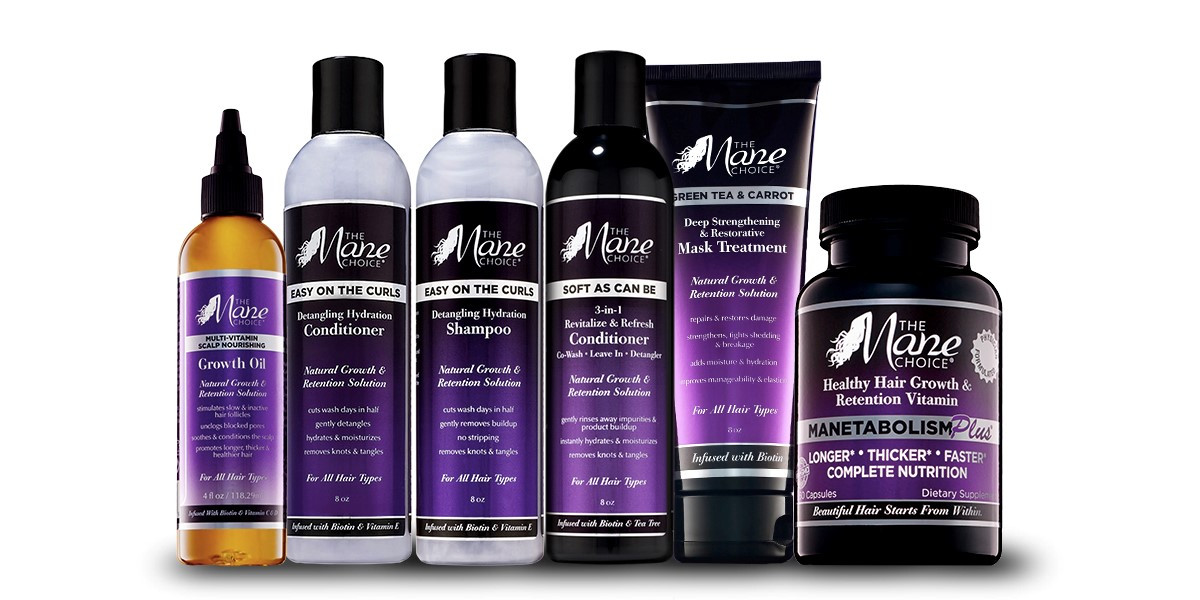 THE
Mane
CHOICE®
MULTI-VITAMIN
SCALP NOURISHING
Growth Oil
Natural Growth &
Retention Solution
stimulates slow & inactive
hair follicles
unclogs blocked pores
soothes & conditions the scalp
promotes longer, thicker &
healthier hair
For All Hair Types
4 fl oz / 118.29
Infused With Biotin & Vitamin
THE
Mane
CHOICE®
EASY ON THE CURLS
Detangling Hydration
Conditioner
Natural Growth &
Retention Solution
cuts wash days in half
gently detangles
hydrates & moisturizes
removes knots & tangles
For All Hair Types
8 oz
Infused with Biotin & Vitamin E
THE
Mane
CHOICE®
EASY ON THE CURLS
Detangling Hydration
Shampoo
Natural Growth &
Retention Solution
cuts wash days in half
gently removes buildup
no stripping
removes knots & tangles
For All Hair Types
8 oz
Infused with Biotin & Vitamin E
THE
Mane
CHOICE®
SOFT AS CAN BE
3-in-1
Revitalize & Refresh
Conditioner
Co-Wash • Leave In • Detangler
Natural Growth &
Retention Solution
gently rinses away impurities &
product buildup
instantly hydrates & moisturizes
removes knots & tangles
For All Hair Types
8 oz
Infused with Biotin & Tea Tree
THE
Mane
CHOICE®
GREEN TEA & CARROT
Deep Strengthening
& Restorative
Mask Treatment
Natural Growth &
Retention Solution
repairs & restores damage
strengthens, fights shedding
& breakage
adds moisture & hydration
improves manageability & elastici
For All Hair Types
8 oz
Infused with Biotin
THE
Mane
CHOICE®
Healthy Hair Growth &
Retention Vitamin
MANETABOLISM Plus®
LONGER* • THICKER* • FASTER*
COMPLETE NUTRITION
60 Capsules Dietary Supplem
Beautiful Hair Starts From Within.